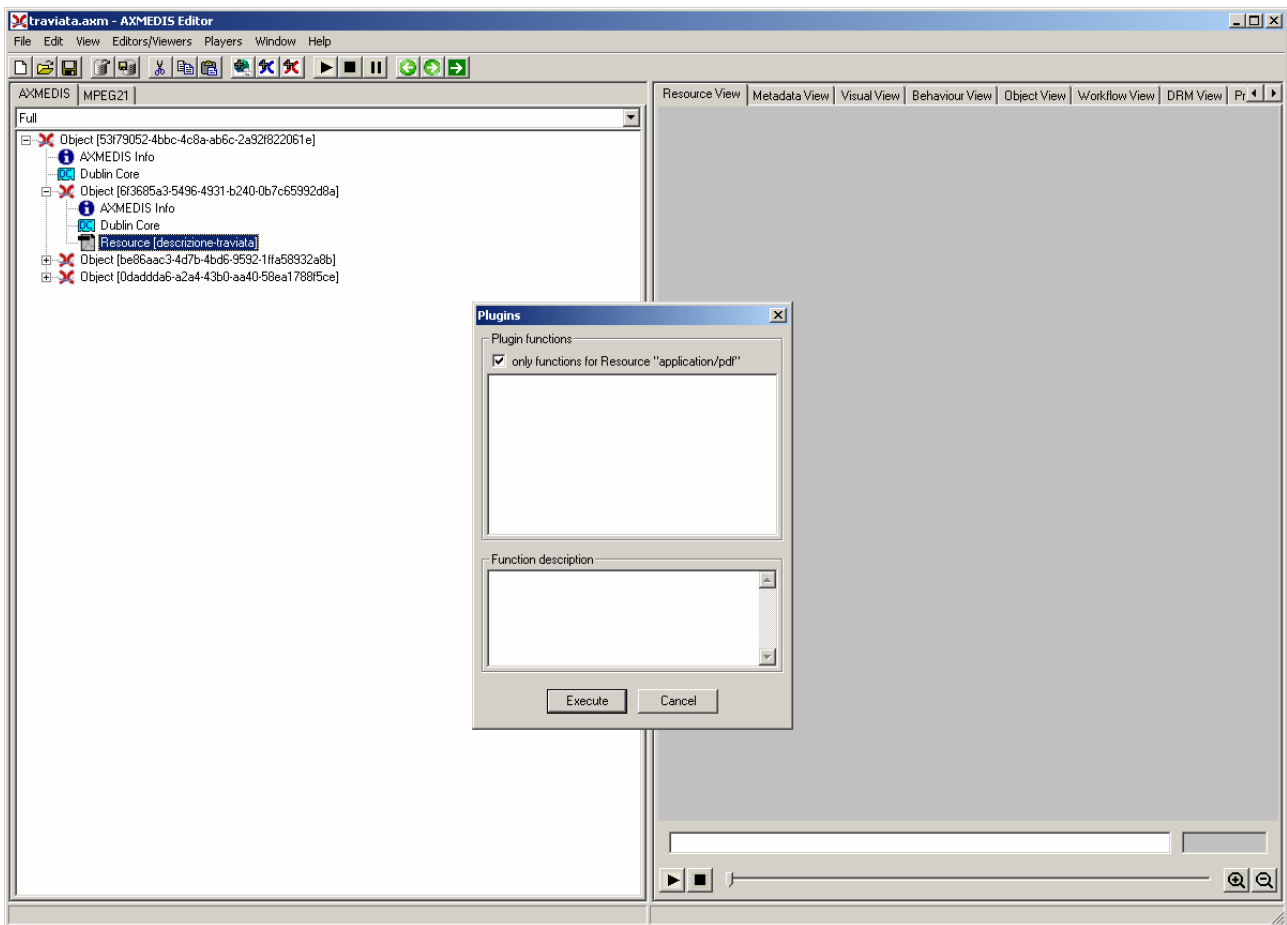 traviata.axm - AXMEDIS Editor
File Edit View Editors/Viewers Players Window Help
AXMEDIS MPEG21
Full
Object [53f79052-4bbc-4c8a-ab6c-2a92f822061e]
AXMEDIS Info
Dublin Core
Object [6f3685a3-5496-4931-b240-0b7c65992d8a]
AXMEDIS Info
Dublin Core
Resource [descrizione-traviata]
Object [be86aac3-4d7b-4bd6-9592-1ffa58932a8b]
Object [0daddda6-a2a4-43b0-aa40-58ea1788f5ce]
Resource View Metadata View Visual View Behaviour View Object View Workflow View DRM View Pr
Plugins
Plugin functions
only functions for Resource "application/pdf"
Function description
Execute Cancel